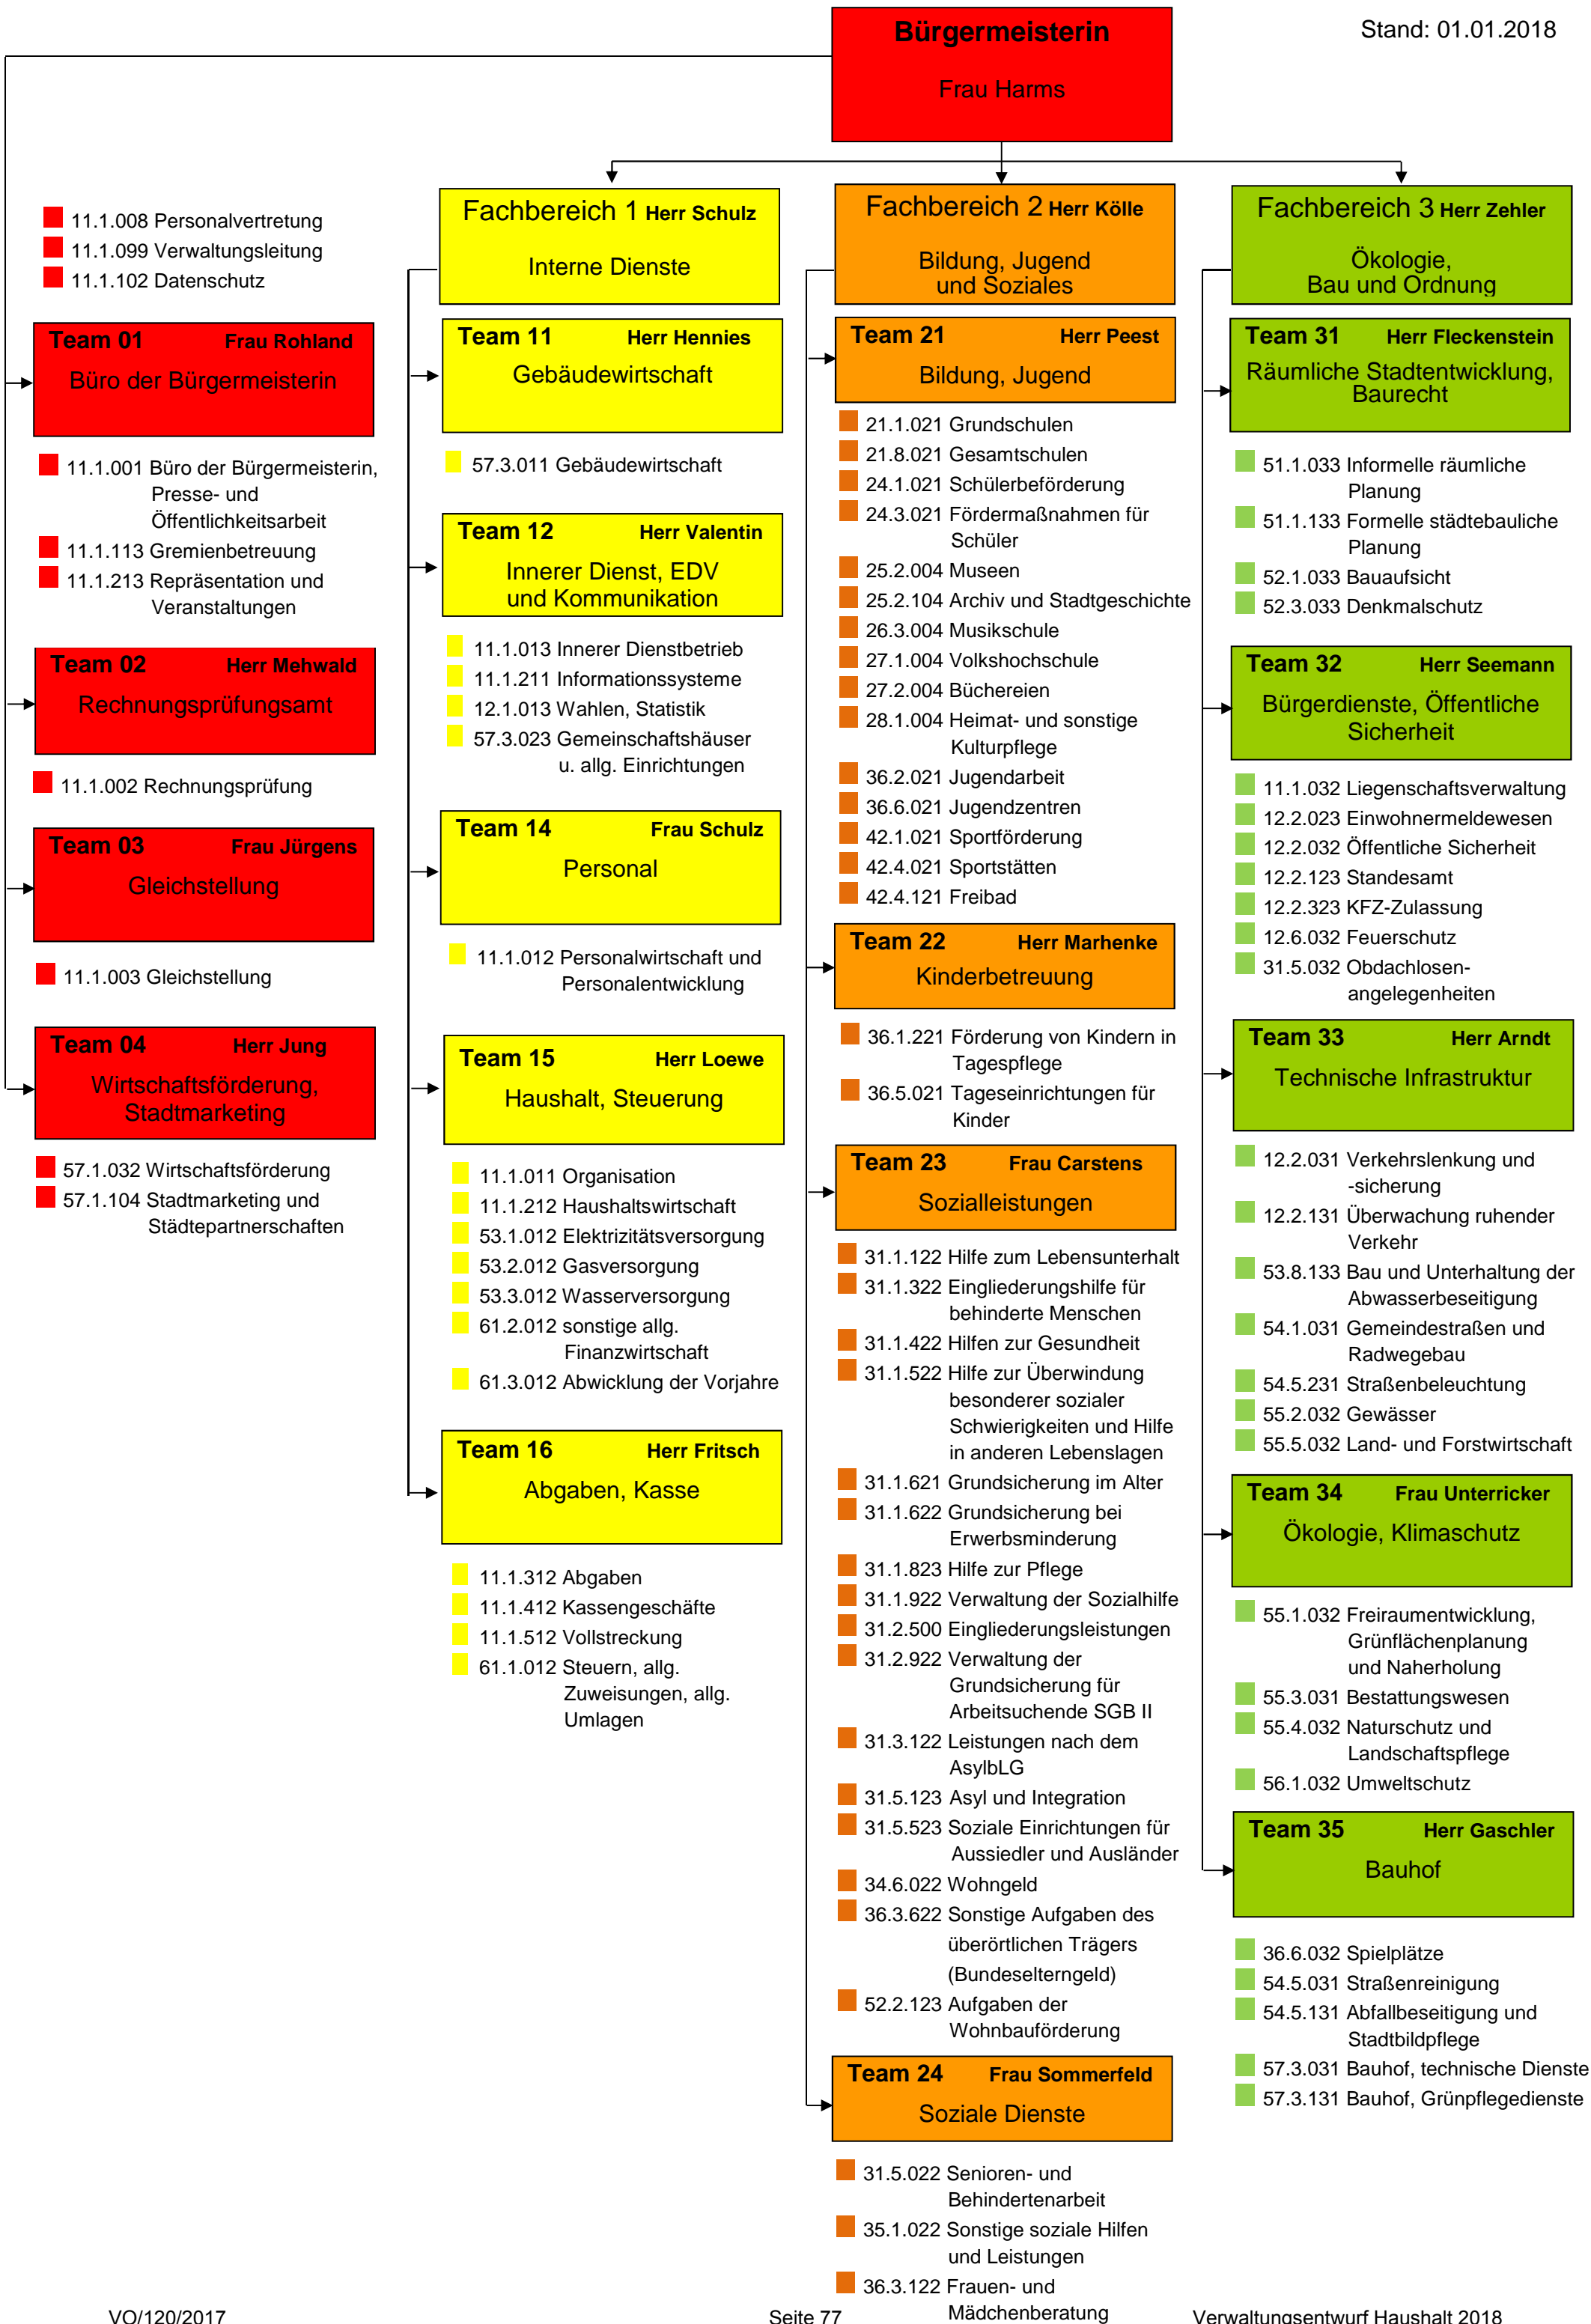 Bürgermeisterin
Frau Harms
Stand: 01.01.2018
11.1.008 Personalvertretung
11.1.099 Verwaltungsleitung
11.1.102 Datenschutz
Team 01 Frau Rohland
Büro der Bürgermeisterin
11.1.001 Büro der Bürgermeisterin,
Presse- und
Öffentlichkeitsarbeit
11.1.113 Gremienbetreuung
11.1.213 Repräsentation und
Veranstaltungen
Team 02 Herr Mehwald
Rechnungsprüfungsamt
11.1.002 Rechnungsprüfung
Team 03 Frau Jürgens
Gleichstellung
11.1.003 Gleichstellung
Team 04 Herr Jung
Wirtschaftsförderung,
Stadtmarketing
57.1.032 Wirtschaftsförderung
57.1.104 Stadtmarketing und
Städtepartnerschaften
Fachbereich 1 Herr Schulz
Interne Dienste
Team 11 Herr Hennies
Gebäudewirtschaft
57.3.011 Gebäudewirtschaft
Team 12 Herr Valentin
Innerer Dienst, EDV
und Kommunikation
11.1.013 Innerer Dienstbetrieb
11.1.211 Informationssysteme
12.1.013 Wahlen, Statistik
57.3.023 Gemeinschaftshäuser
u. allg. Einrichtungen
Team 14 Frau Schulz
Personal
11.1.012 Personalwirtschaft und
Personalentwicklung
Team 15 Herr Loewe
Haushalt, Steuerung
11.1.011 Organisation
11.1.212 Haushaltswirtschaft
53.1.012 Elektrizitätsversorgung
53.2.012 Gasversorgung
53.3.012 Wasserversorgung
61.2.012 sonstige allg.
Finanzwirtschaft
61.3.012 Abwicklung der Vorjahre
Team 16 Herr Fritsch
Abgaben, Kasse
11.1.312 Abgaben
11.1.412 Kassengeschäfte
11.1.512 Vollstreckung
61.1.012 Steuern, allg.
Zuweisungen, allg.
Umlagen
Fachbereich 2 Herr Kölle
Bildung, Jugend
und Soziales
Team 21 Herr Peest
Bildung, Jugend
21.1.021 Grundschulen
21.8.021 Gesamtschulen
24.1.021 Schülerbeförderung
24.3.021 Fördermaßnahmen für
Schüler
25.2.004 Museen
25.2.104 Archiv und Stadtgeschichte
26.3.004 Musikschule
27.1.004 Volkshochschule
27.2.004 Büchereien
28.1.004 Heimat- und sonstige
Kulturpflege
36.2.021 Jugendarbeit
36.6.021 Jugendzentren
42.1.021 Sportförderung
42.4.021 Sportstätten
42.4.121 Freibad
Team 22 Herr Marhenke
Kinderbetreuung
36.1.221 Förderung von Kindern in
Tagespflege
36.5.021 Tageseinrichtungen für
Kinder
Team 23 Frau Carstens
Sozialleistungen
31.1.122 Hilfe zum Lebensunterhalt
31.1.322 Eingliederungshilfe für
behinderte Menschen
31.1.422 Hilfen zur Gesundheit
31.1.522 Hilfe zur Überwindung
besonderer sozialer
Schwierigkeiten und Hilfe
in anderen Lebenslagen
31.1.621 Grundsicherung im Alter
31.1.622 Grundsicherung bei
Erwerbsminderung
31.1.823 Hilfe zur Pflege
31.1.922 Verwaltung der Sozialhilfe
31.2.500 Eingliederungsleistungen
31.2.922 Verwaltung der
Grundsicherung für
Arbeitsuchende SGB II
31.3.122 Leistungen nach dem
AsylbLG
31.5.123 Asyl und Integration
31.5.523 Soziale Einrichtungen für
Aussiedler und Ausländer
34.6.022 Wohngeld
36.3.622 Sonstige Aufgaben des
überörtlichen Trägers
(Bundeselterngeld)
52.2.123 Aufgaben der
Wohnbauförderung
Team 24 Frau Sommerfeld
Soziale Dienste
31.5.022 Senioren- und
Behindertenarbeit
35.1.022 Sonstige soziale Hilfen
und Leistungen
36.3.122 Frauen- und
Mädchenberatung
Fachbereich 3 Herr Zehler
Ökologie,
Bau und Ordnung
Team 31 Herr Fleckenstein
Räumliche Stadtentwicklung,
Baurecht
51.1.033 Informelle räumliche
Planung
51.1.133 Formelle städtebauliche
Planung
52.1.033 Bauaufsicht
52.3.033 Denkmalschutz
Team 32 Herr Seemann
Bürgerdienste, Öffentliche
Sicherheit
11.1.032 Liegenschaftsverwaltung
12.2.023 Einwohnermeldewesen
12.2.032 Öffentliche Sicherheit
12.2.123 Standesamt
12.2.323 KFZ-Zulassung
12.6.032 Feuerschutz
31.5.032 Obdachlosen-
angelegenheiten
Team 33 Herr Arndt
Technische Infrastruktur
12.2.031 Verkehrslenkung und
-sicherung
12.2.131 Überwachung ruhender
Verkehr
53.8.133 Bau und Unterhaltung der
Abwasserbeseitigung
54.1.031 Gemeindestraßen und
Radwegebau
54.5.231 Straßenbeleuchtung
55.2.032 Gewässer
55.5.032 Land- und Forstwirtschaft
Team 34 Frau Unterricker
Ökologie, Klimaschutz
55.1.032 Freiraumentwicklung,
Grünflächenplanung
und Naherholung
55.3.031 Bestattungswesen
55.4.032 Naturschutz und
Landschaftspflege
56.1.032 Umweltschutz
Team 35 Herr Gaschler
Bauhof
36.6.032 Spielplätze
54.5.031 Straßenreinigung
54.5.131 Abfallbeseitigung und
Stadtbildpflege
57.3.031 Bauhof, technische Dienste
57.3.131 Bauhof, Grünpflegedienste
VO/120/2017
Seite 77
Verwaltungsentwurf Haushalt 2018